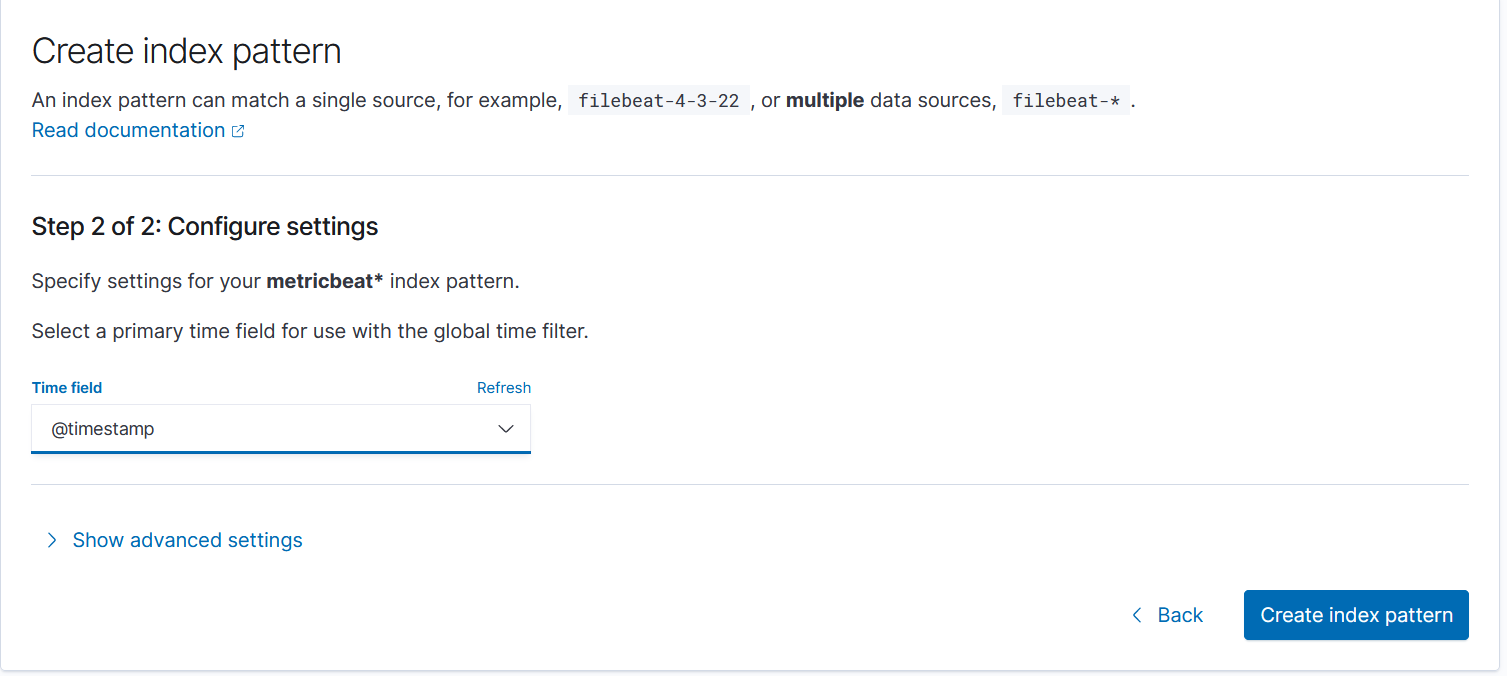 Create index pattern
An index pattern can match a single source, for example, filebeat-4-3-22 , or multiple data sources, filebeat-* .
Read documentation
Step 2 of 2: Configure settings
Specify settings for your metricbeat* index pattern.
Select a primary time field for use with the global time filter.
Time field Refresh
@timestamp
Show advanced settings
Back Create index pattern